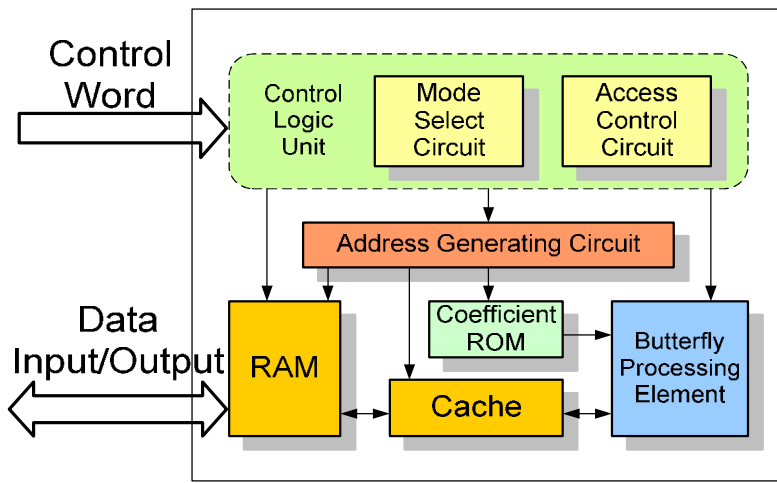 Control
Word
Control
Logic
Unit
Mode
Select
Circuit
Access
Control
Circuit
Address Generating Circuit
Data
Input/Output
RAM
Coefficient
ROM
Cache
Butterfly
Processing
Element